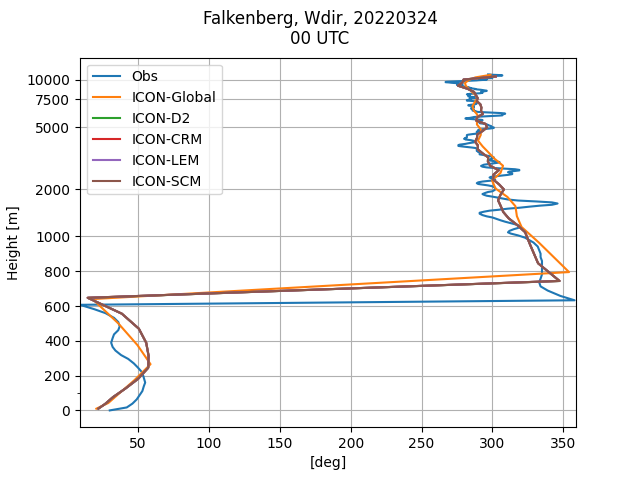 Falkenberg, Wdir, 20220324
00 UTC
Height [m]
10000
7500
5000
2000
1000
800
600
400
200
0
Obs
ICON-Global
ICON-D2
ICON-CRM
ICON-LEM
ICON-SCM
50 100 150 200 250 300 350
[deg]